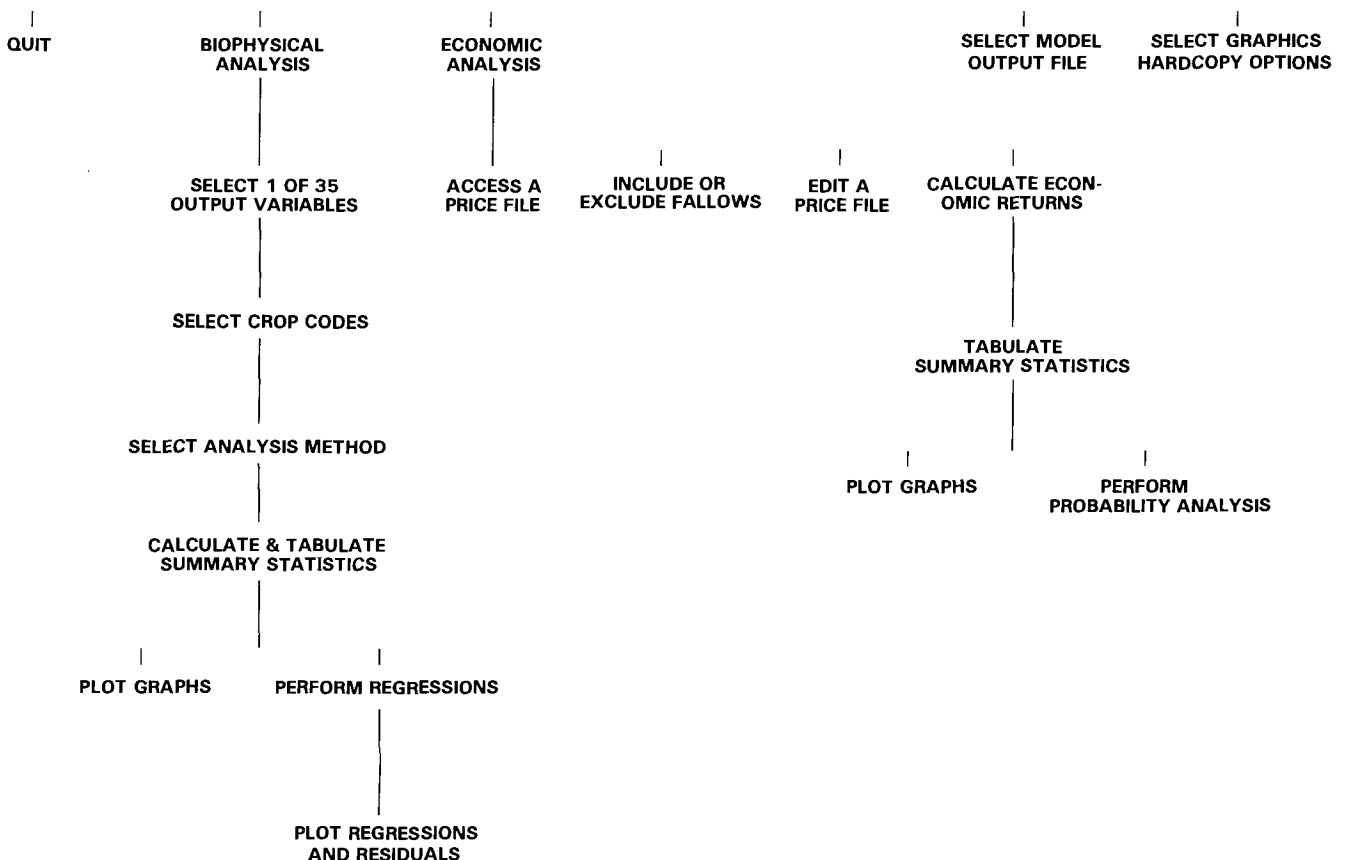 QUIT
BIOPHYSICAL
ANALYSIS
ECONOMIC
ANALYSIS
SELECT MODEL
OUTPUT FILE
SELECT GRAPHICS
HARDCOPY OPTIONS
SELECT 1 OF 35
OUTPUT VARIABLES
ACCESS A
PRICE FILE
INCLUDE OR
EXCLUDE FALLOWS
EDIT A
PRICE FILE
CALCULATE ECON-
OMIC RETURNS
SELECT CROP CODES
TABULATE
SUMMARY STATISTICS
SELECT ANALYSIS METHOD
PLOT GRAPHS
PERFORM
PROBABILITY ANALYSIS
CALCULATE & TABULATE
SUMMARY STATISTICS
PLOT GRAPHS
PERFORM REGRESSIONS
PLOT REGRESSIONS
AND RESIDUALS